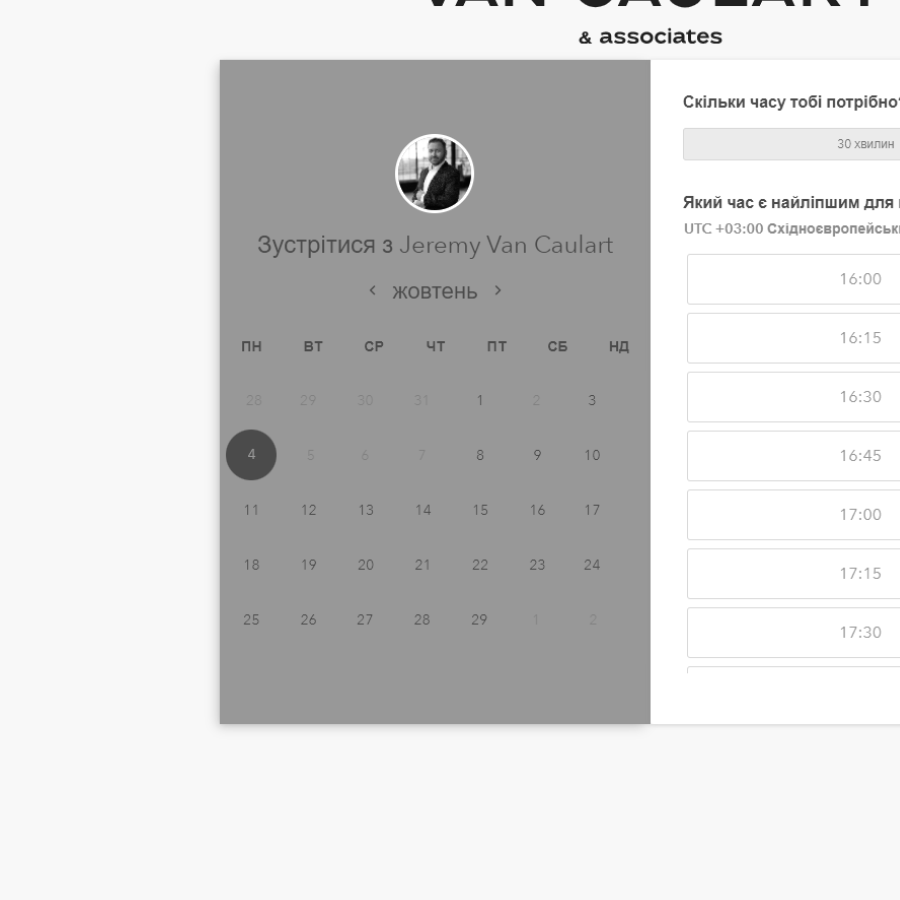 VAN CAULART
& associates
Зустрітися з Jeremy Van Caulart
жовтень
ПН ВТ СР ЧТ ПТ СБ НД
28 29 30 31 1 2 3
4 5 6 7 8 9 10
11 12 13 14 15 16 17
18 19 20 21 22 23 24
25 26 27 28 29 1 2
Скільки часу тобі потрібно?
30 хвилин
Який час є найліпшим для
UTC +03:00 Східноєвропейськ
16:00
16:15
16:30
16:45
17:00
17:15
17:30